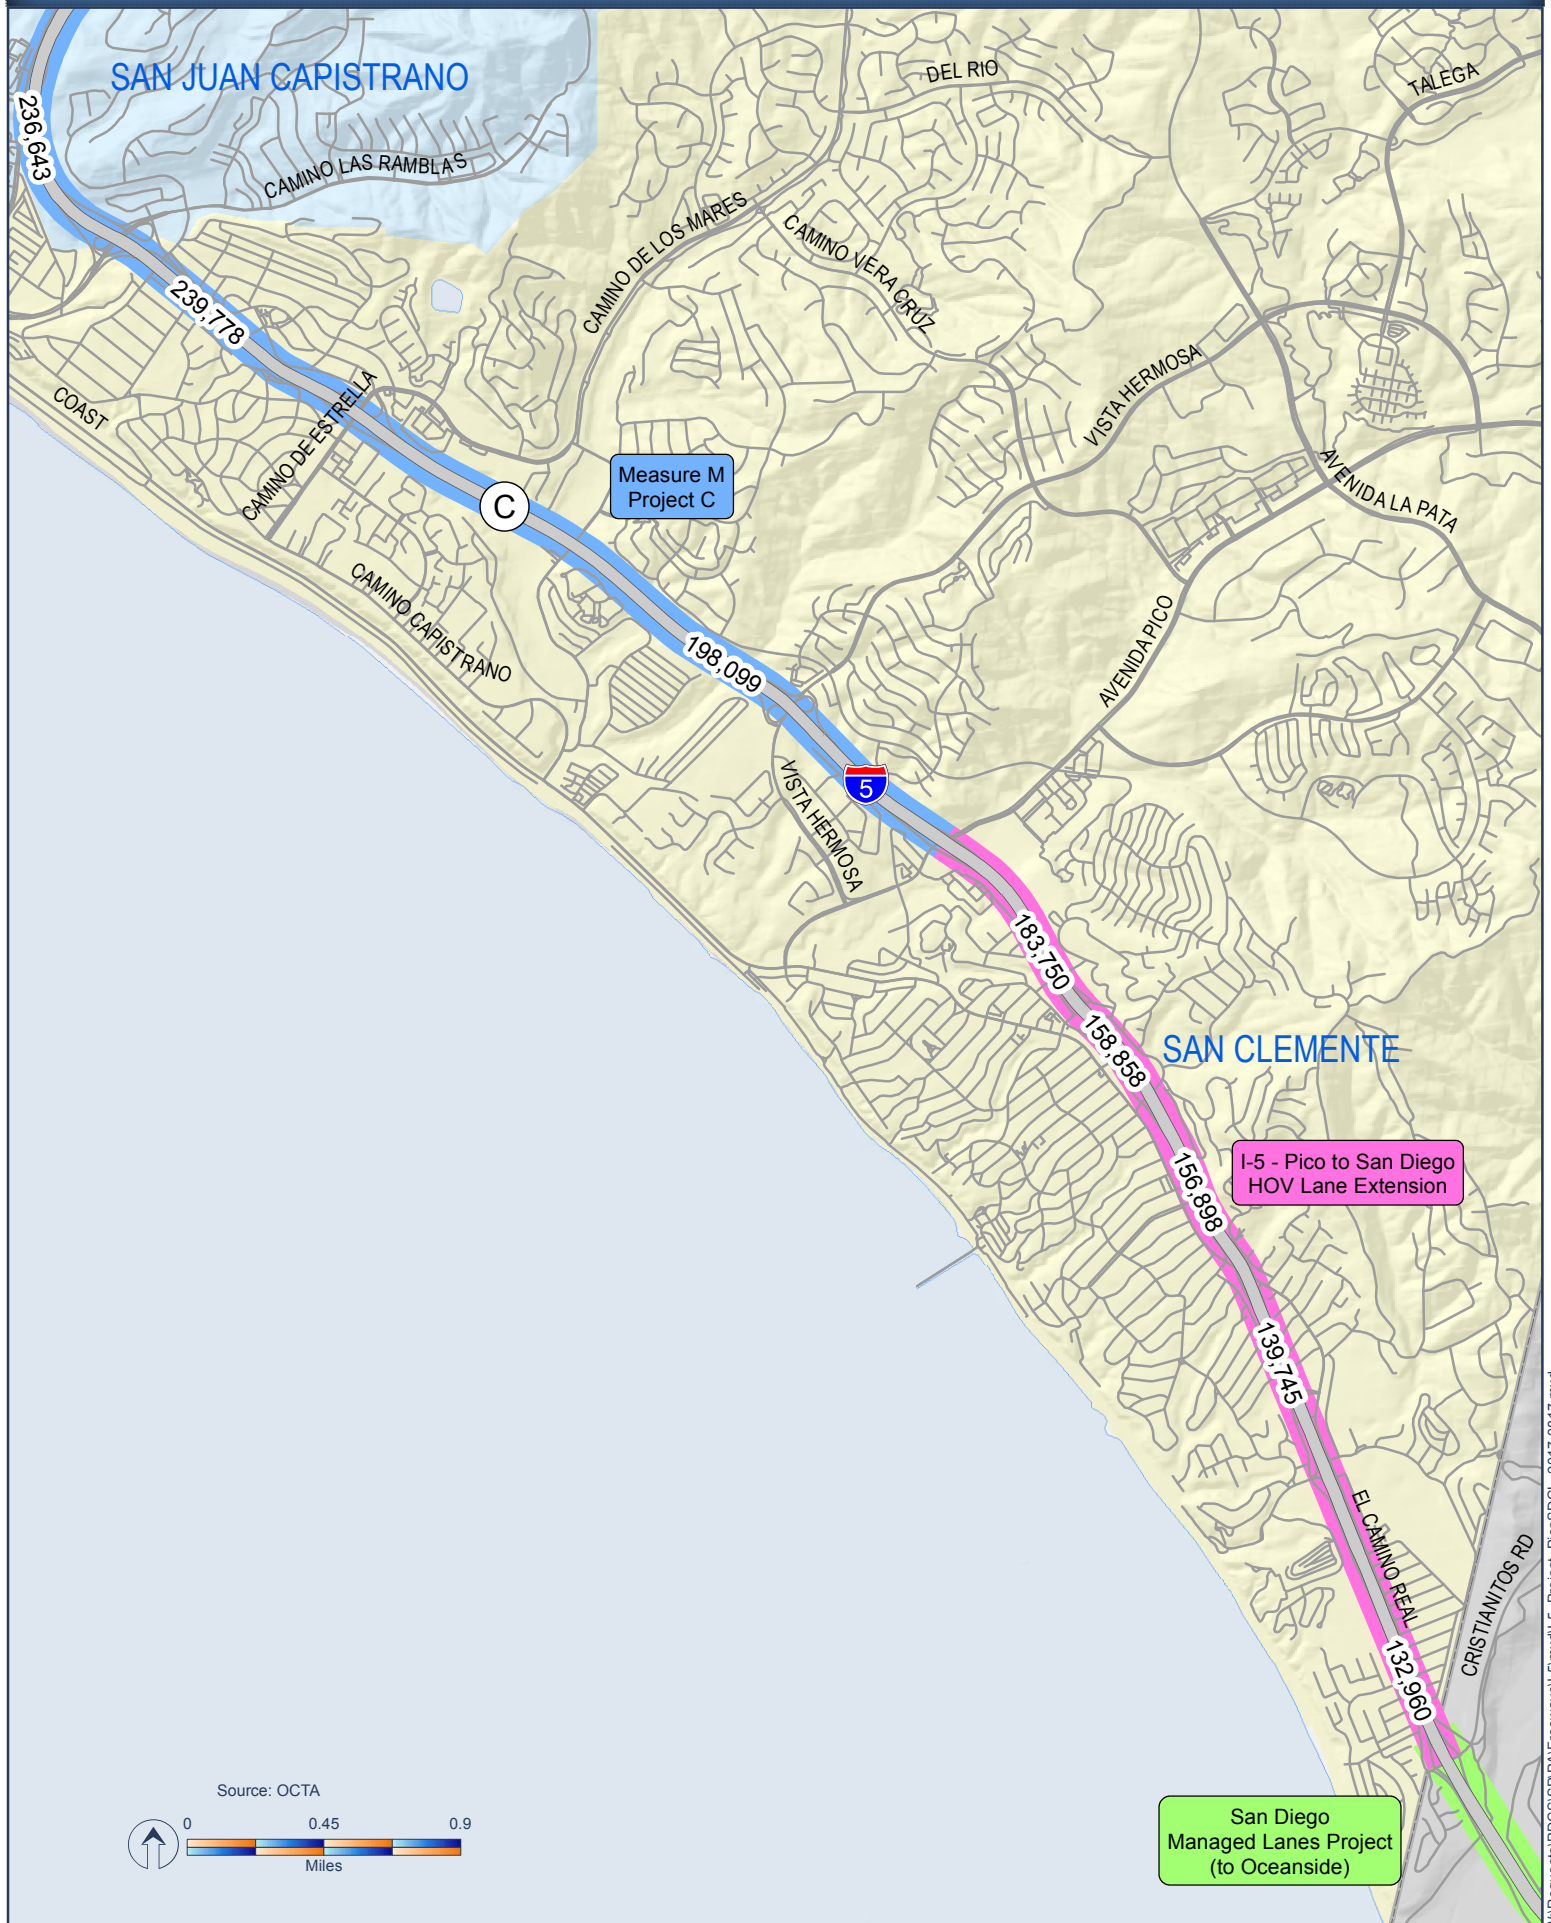 SAN JUAN CAPISTRANO
DEL RIO
TALEGA
236,643
CAMINO LAS RAMBLAS
CAMINO DE LOS MARES
CAMINO VERA CRUZ
239,778
VISTA HERMOSA
COAST
CAMINO DE ESTRELLA
Measure M
Project C
C
AVENIDA LA PATA
CAMINO CAPISTRANO
AVENIDA PICO
198,099
5
VISTA HERMOSA
183,750
158,858
SAN CLEMENTE
I-5 - Pico to San Diego
HOV Lane Extension
156,898
139,745
EL CAMINO REAL
CRISTIANITOS RD
132,960
San Diego
Managed Lanes Project
(to Oceanside)
Source: OCTA
0 0.45 0.9
Miles